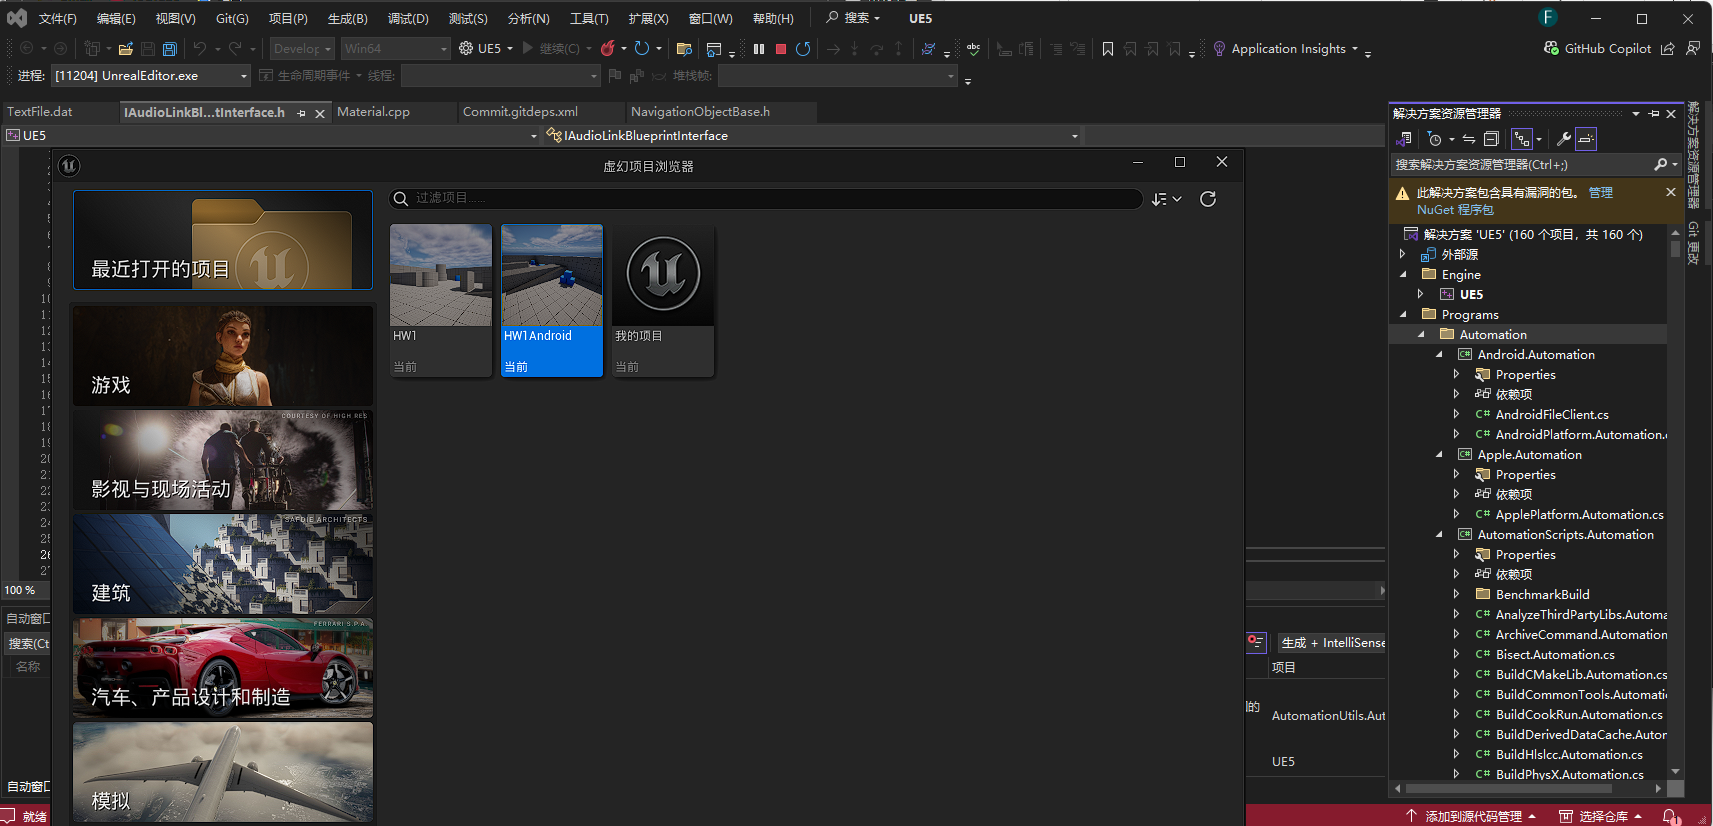 文件(F) 编辑(E) 视图(V) Git(G) 项目(P) 生成(B) 调试(D) 测试(S) 分析(N) 工具(T) 扩展(X) 窗口(W) 帮助(H) 搜索 UE5 F
Develop Win64 UE5 继续(C) abc Application Insights GitHub Copilot
进程: [11204] UnrealEditor.exe 生命周期事件 线程: 堆栈帧:
TextFile.dat IAudioLinkBl...tInterface.h Material.cpp Commit.gitdeps.xml NavigationObjectBase.h
UE5 IAudioLinkBlueprintInterface
虚幻项目浏览器
过滤项目......
最近打开的项目
游戏
COURTESY OF HIGH RES
影视与现场活动
SAFDIE ARCHITECTS
建筑
FERRARI S.P.A.
汽车、产品设计和制造
模拟
HW1
当前
HW1Android
当前
我的项目
当前
100 %
自动窗口
搜索(Ct
名称
自动窗口
就绪
生成 + IntelliSense
项目
的
AutomationUtils.Aut
UE5
解决方案资源管理器
搜索解决方案资源管理器(Ctrl+;)
此解决方案包含具有漏洞的包。 管理
NuGet 程序包
解决方案 'UE5' (160 个项目，共 160 个)
外部源
Engine
UE5
Programs
Automation
C# Android.Automation
Properties
依赖项
C# AndroidFileClient.cs
C# AndroidPlatform.Automation.c
C# Apple.Automation
Properties
依赖项
C# ApplePlatform.Automation.cs
C# AutomationScripts.Automation
Properties
依赖项
BenchmarkBuild
C# AnalyzeThirdPartyLibs.Automa
C# ArchiveCommand.Automation
C# Bisect.Automation.cs
C# BuildCMakeLib.Automation.cs
C# BuildCommonTools.Automatic
C# BuildCookRun.Automation.cs
C# BuildDerivedDataCache.Autor
C# BuildHlslcc.Automation.cs
C# BuildPhysX.Automation.cs
解决方案资源管理器
Git 更改
添加到源代码管理 选择仓库 1